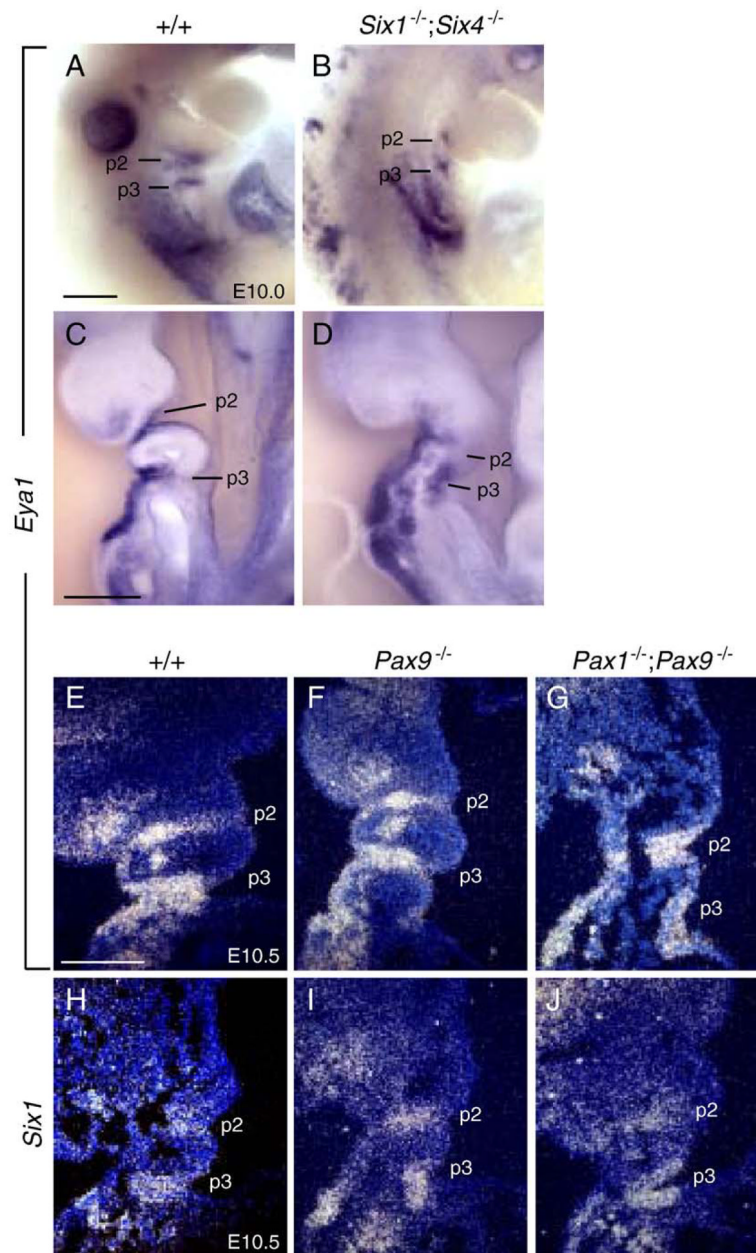 +/+
Six1-/-;Six4-/-
A
B
p2
p3
p2
p3
E10.0
C
D
p2
p3
p2
p3
Eya1
+/+
Pax9-/-
Pax1-/-;Pax9-/-
E
F
G
p2
p3
p2
p3
p2
p3
E10.5
H
I
J
p2
p3
p2
p3
p2
p3
Six1
E10.5